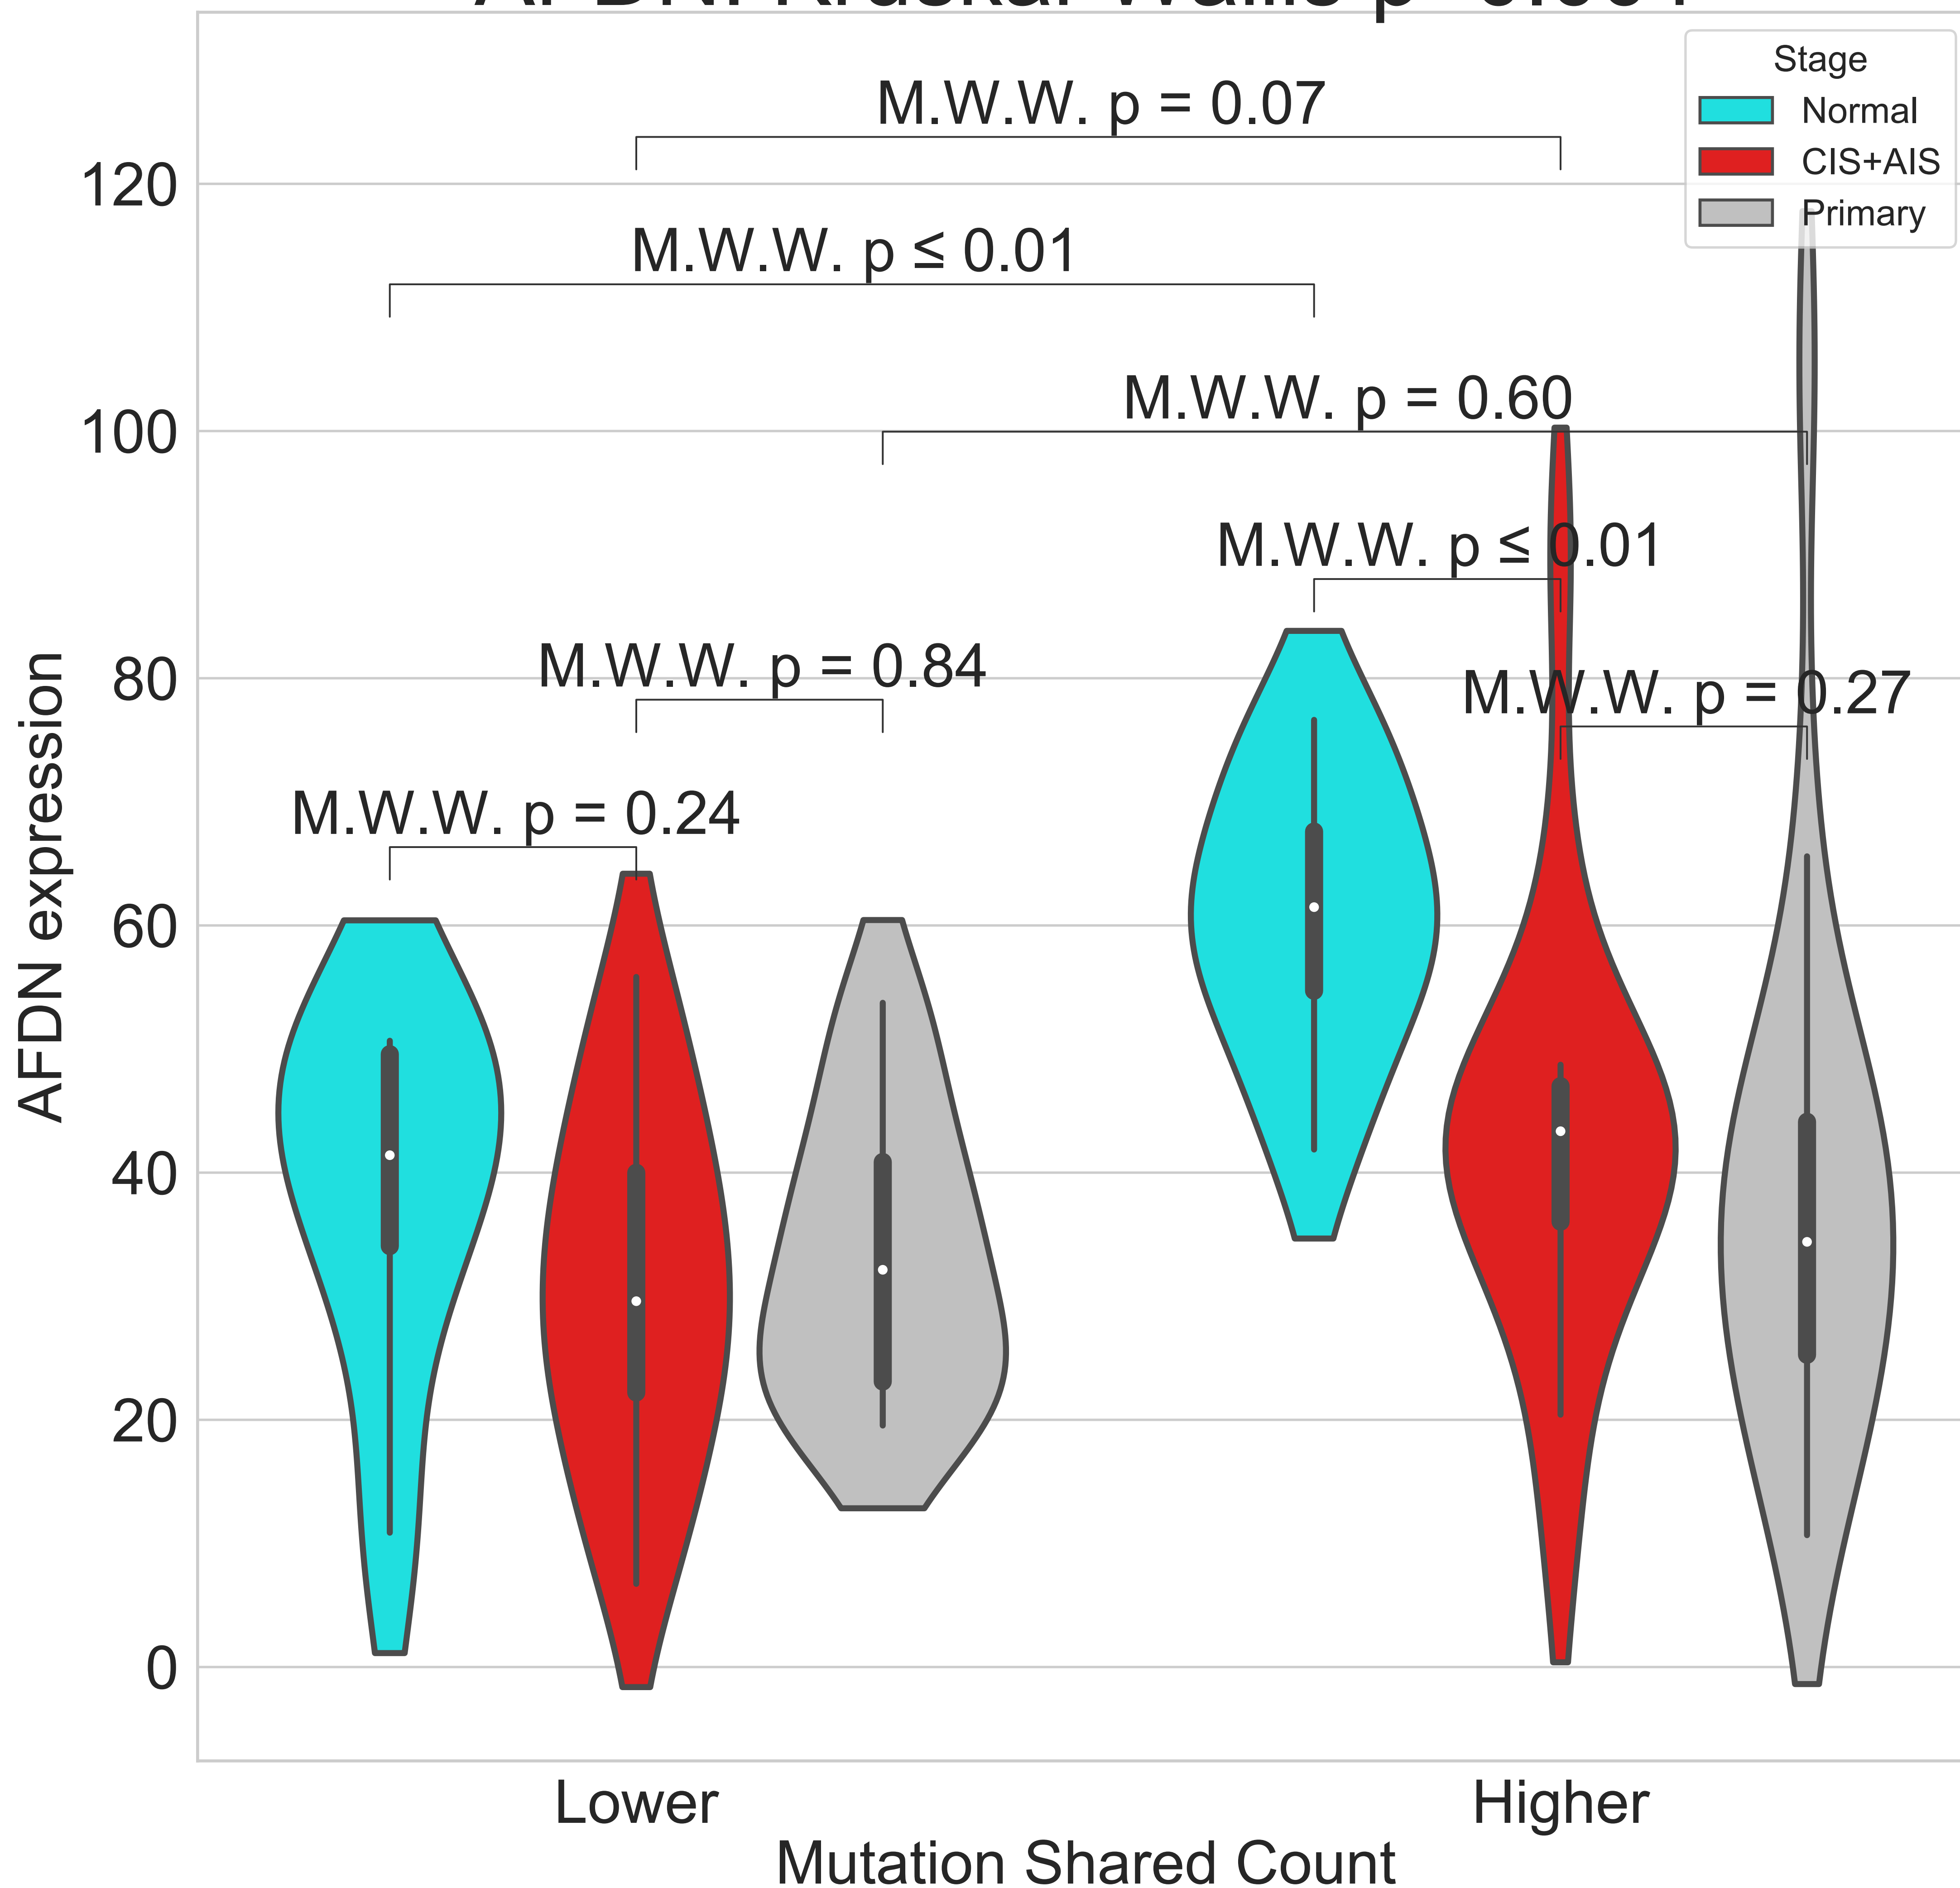 Stage
Normal
CIS+AIS
Primary
M.W.W. p = 0.07
M.W.W. p ≤ 0.01
M.W.W. p = 0.60
M.W.W. p ≤ 0.01
M.W.W. p = 0.84
M.W.W. p = 0.27
M.W.W. p = 0.24
AFDN expression
120
100
80
60
40
20
0
Lower
Higher
Mutation Shared Count